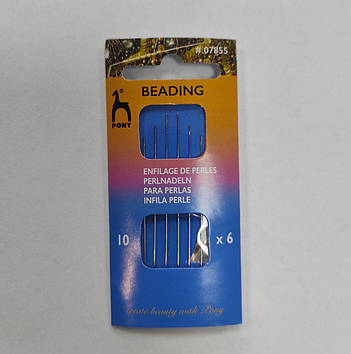 # 07855
BEADING
PONY
ENFILAGE DE PERLES
PERLNADELN
PARA PERLAS
INFILA PERLE
10 x 6
create beauty with Pony